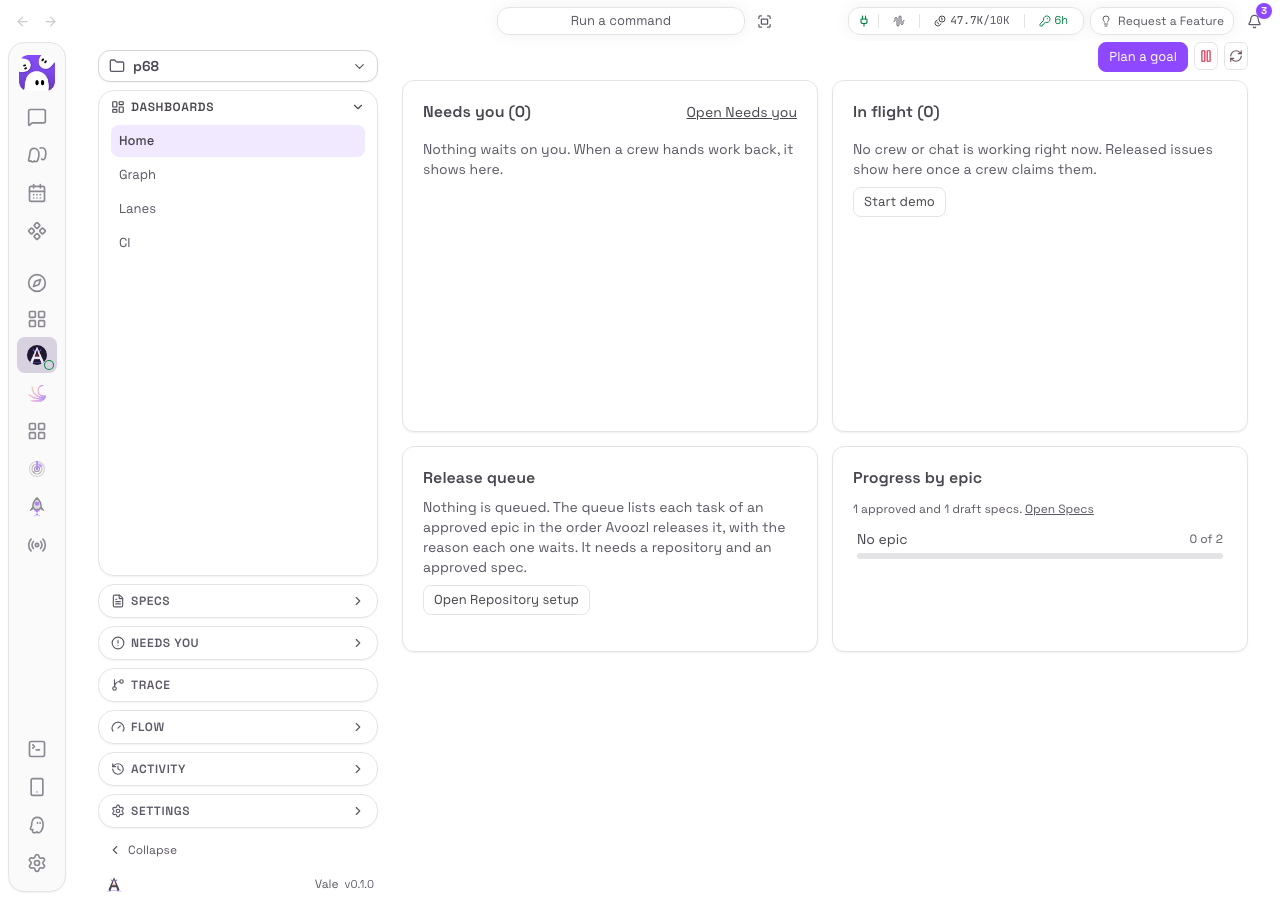 Run a command
47.7K/10K
6h
Request a Feature
3
p68
Plan a goal
DASHBOARDS
Home
Graph
Lanes
CI
Needs you (0)
Open Needs you
Nothing waits on you. When a crew hands work back, it
shows here.
In flight (0)
No crew or chat is working right now. Released issues
show here once a crew claims them.
Start demo
Release queue
Nothing is queued. The queue lists each task of an
approved epic in the order Avoozl releases it, with the
reason each one waits. It needs a repository and an
approved spec.
Open Repository setup
Progress by epic
1 approved and 1 draft specs. Open Specs
No epic
0 of 2
SPECS
NEEDS YOU
TRACE
FLOW
ACTIVITY
SETTINGS
Collapse
Vale v0.1.0